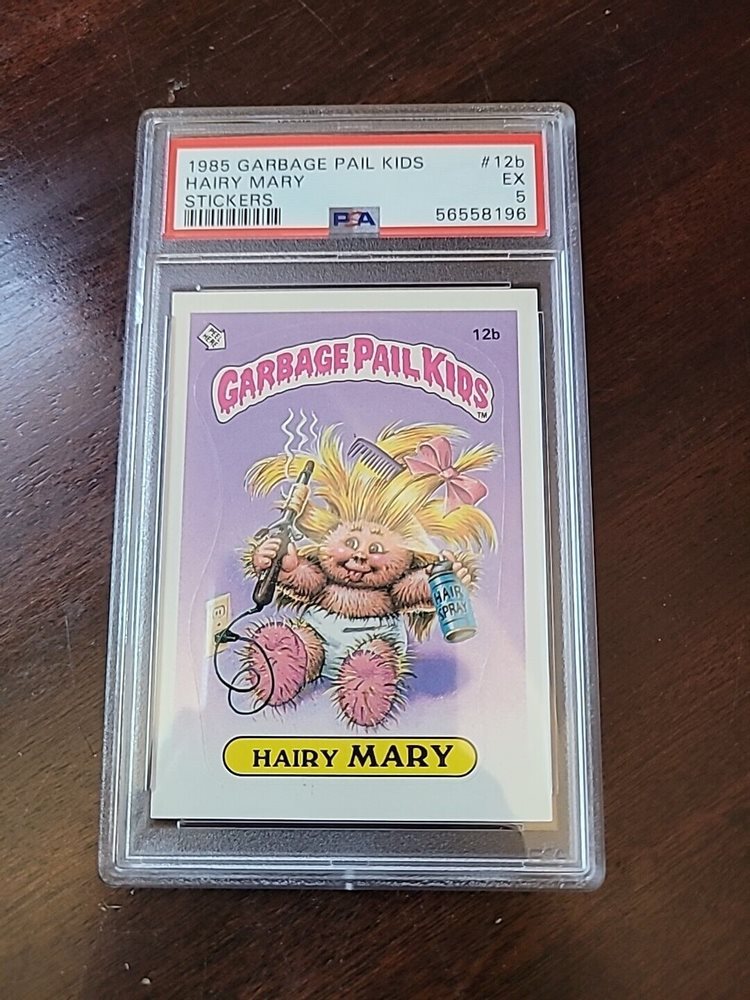 1985 GARBAGE PAIL KIDS #12b
HAIRY MARY EX
STICKERS 5
PSA 56558196
PEEL HERE
12b
GARBAGE PAIL KIDS
TM
HAIR
SPRAY
HAIRY MARY